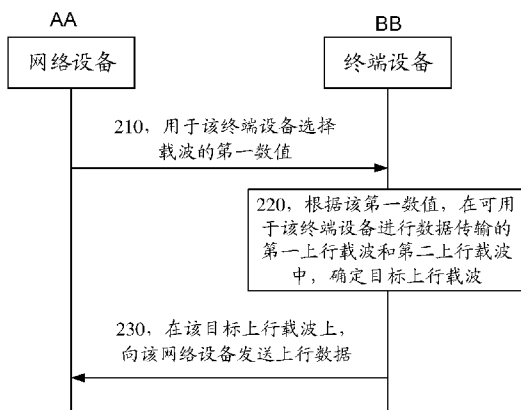 AA
BB
网络设备
终端设备
210，用于该终端设备选择
载波的第一数值
220，根据该第一数值，在可用
于该终端设备进行数据传输的
第一上行载波和第二上行载波
中，确定目标上行载波
230，在该目标上行载波上，
向该网络设备发送上行数据